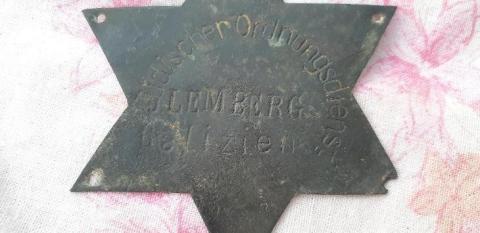 Jüdischer Ordnungsdienst
LEMBERG
Galizien